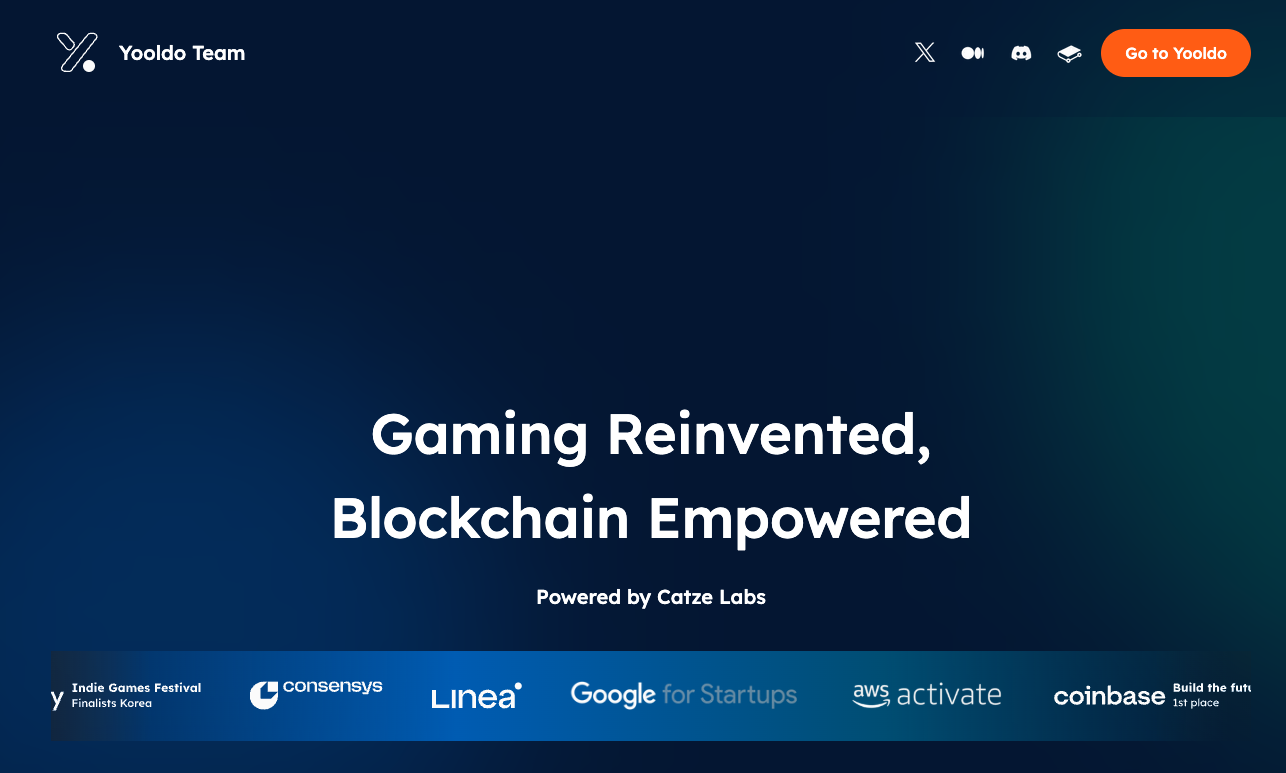 Yooldo Team
Go to Yooldo
Gaming Reinvented,
Blockchain Empowered
Powered by Catze Labs
y Indie Games Festival
Finalists Korea
consensys
Linea
Google for Startups
aws activate
coinbase
Build the
1st place